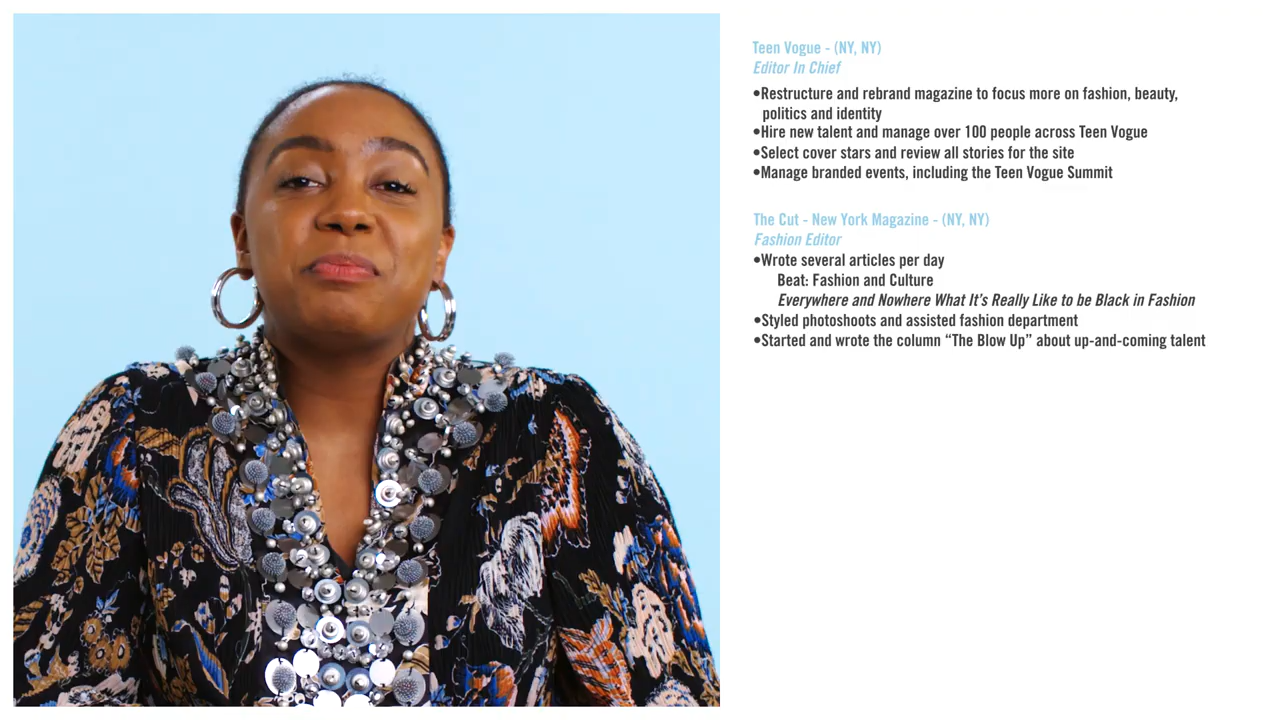 Teen Vogue - (NY, NY)
Editor In Chief
•Restructure and rebrand magazine to focus more on fashion, beauty,
politics and identity
•Hire new talent and manage over 100 people across Teen Vogue
•Select cover stars and review all stories for the site
•Manage branded events, including the Teen Vogue Summit
The Cut - New York Magazine - (NY, NY)
Fashion Editor
•Wrote several articles per day
Beat: Fashion and Culture
Everywhere and Nowhere What It's Really Like to be Black in Fashion
•Styled photoshoots and assisted fashion department
•Started and wrote the column “The Blow Up” about up-and-coming talent